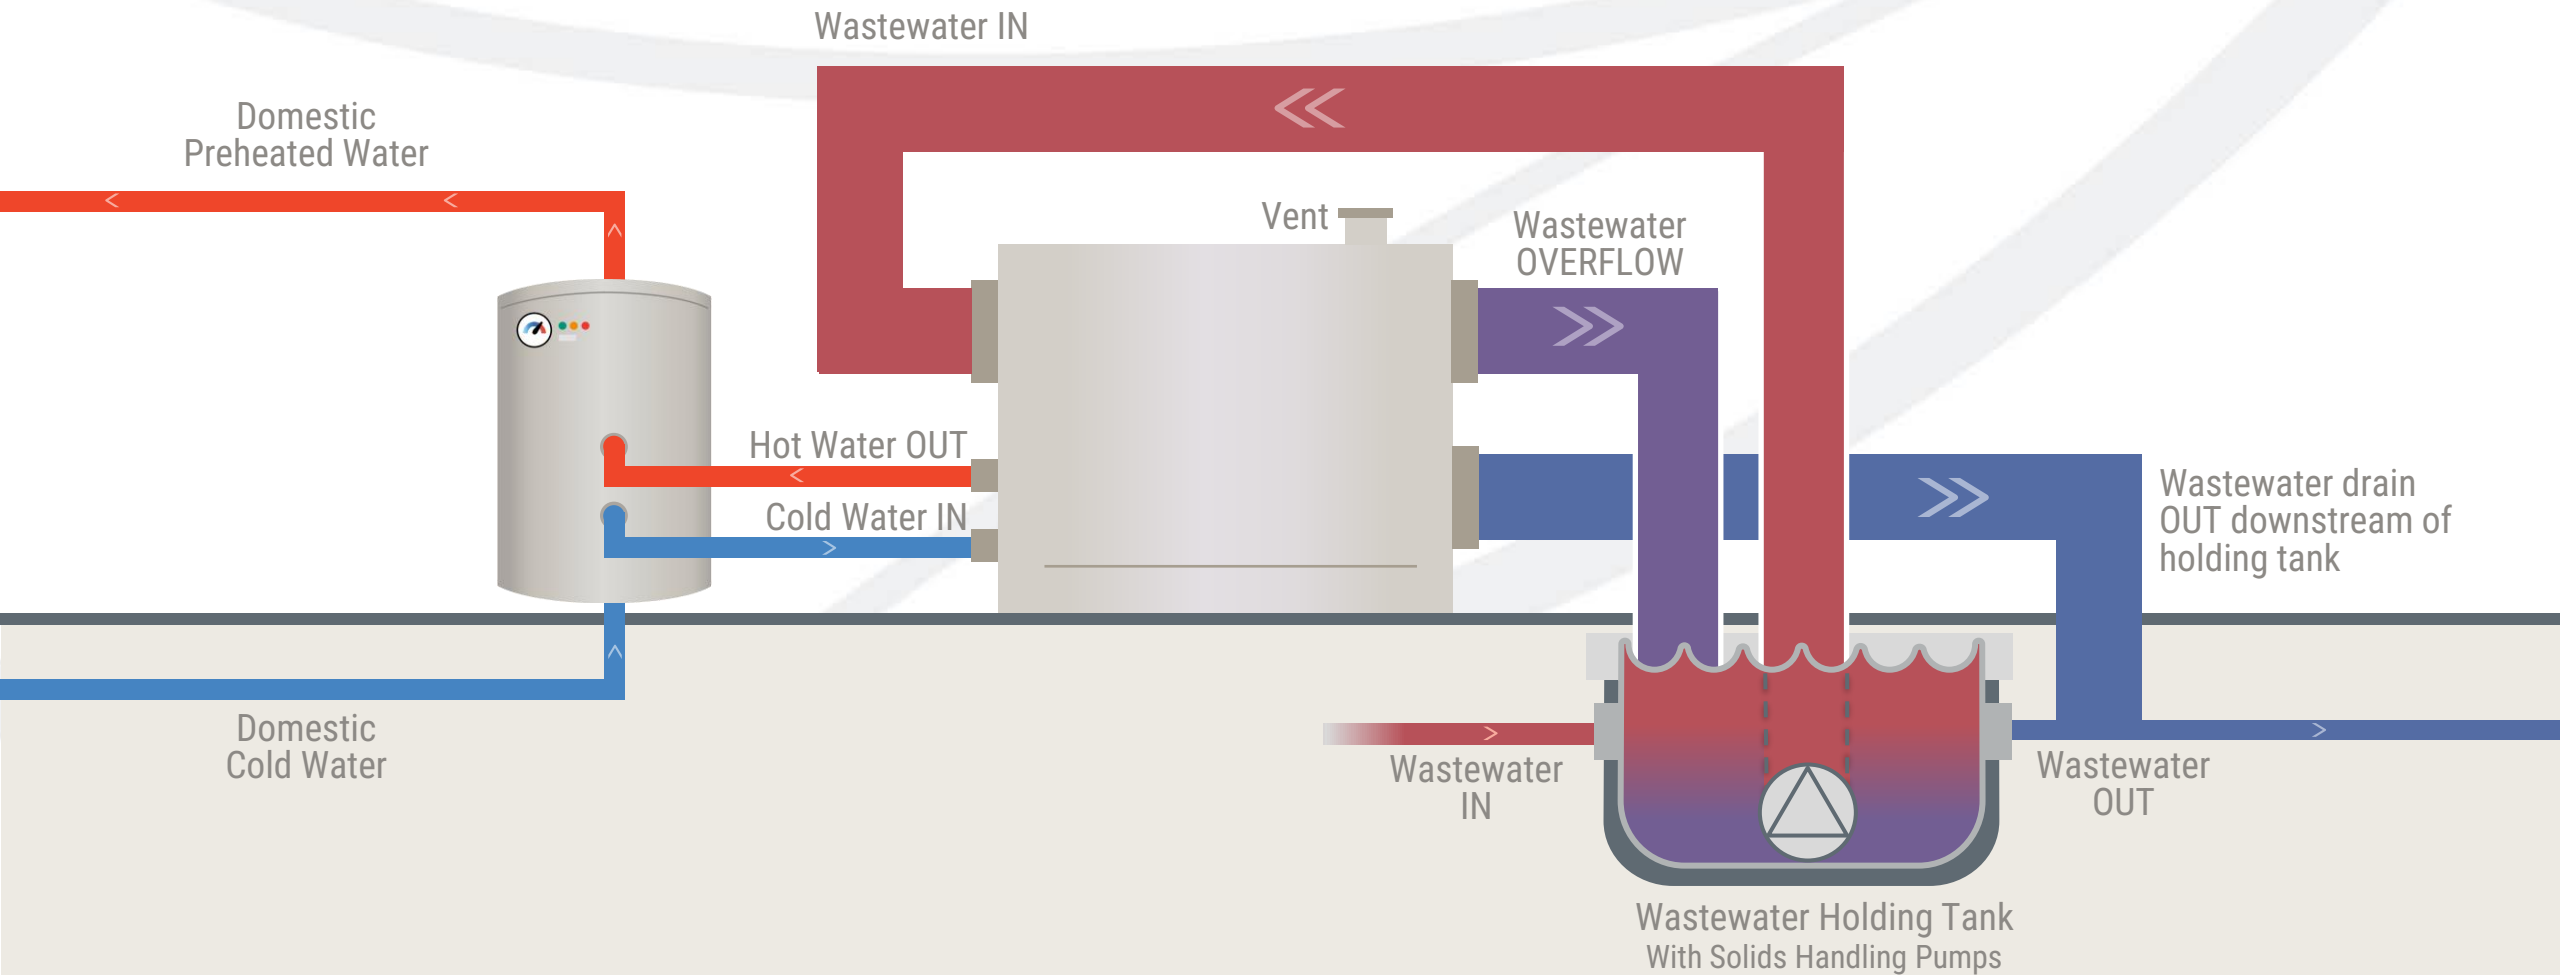 Wastewater IN
Domestic
Preheated Water
Vent
Wastewater
OVERFLOW
Hot Water OUT
Cold Water IN
Wastewater drain
OUT downstream of
holding tank
Domestic
Cold Water
Wastewater
IN
Wastewater
OUT
Wastewater Holding Tank
With Solids Handling Pumps